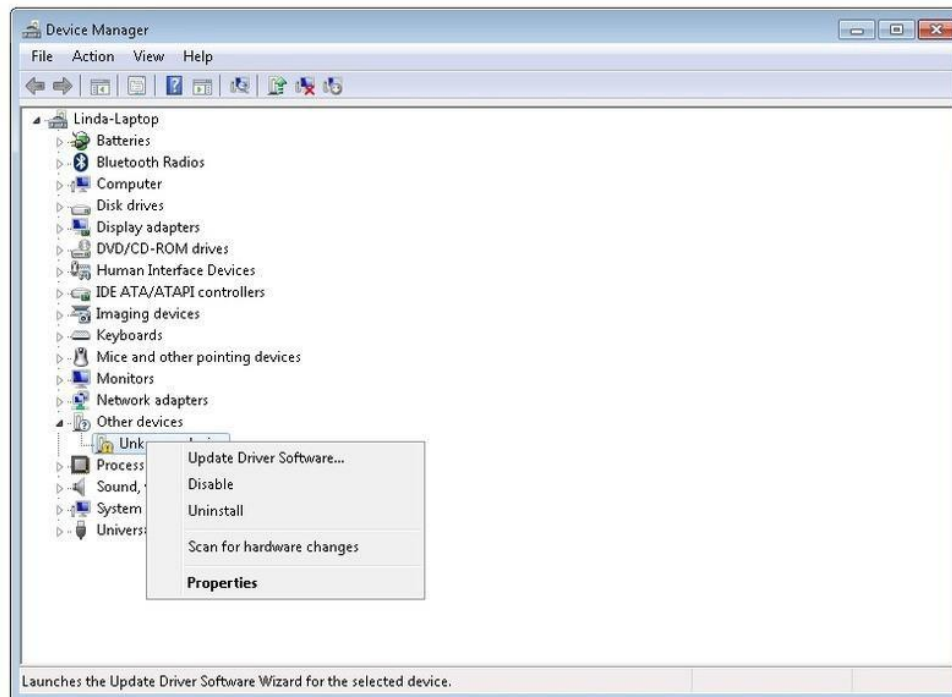 Device Manager
File Action View Help
Linda-Laptop
Batteries
Bluetooth Radios
Computer
Disk drives
Display adapters
DVD/CD-ROM drives
Human Interface Devices
IDE ATA/ATAPI controllers
Imaging devices
Keyboards
Mice and other pointing devices
Monitors
Network adapters
Other devices
Unk
Process
Sound,
System
Univers
Update Driver Software...
Disable
Uninstall
Scan for hardware changes
Properties
Launches the Update Driver Software Wizard for the selected device.